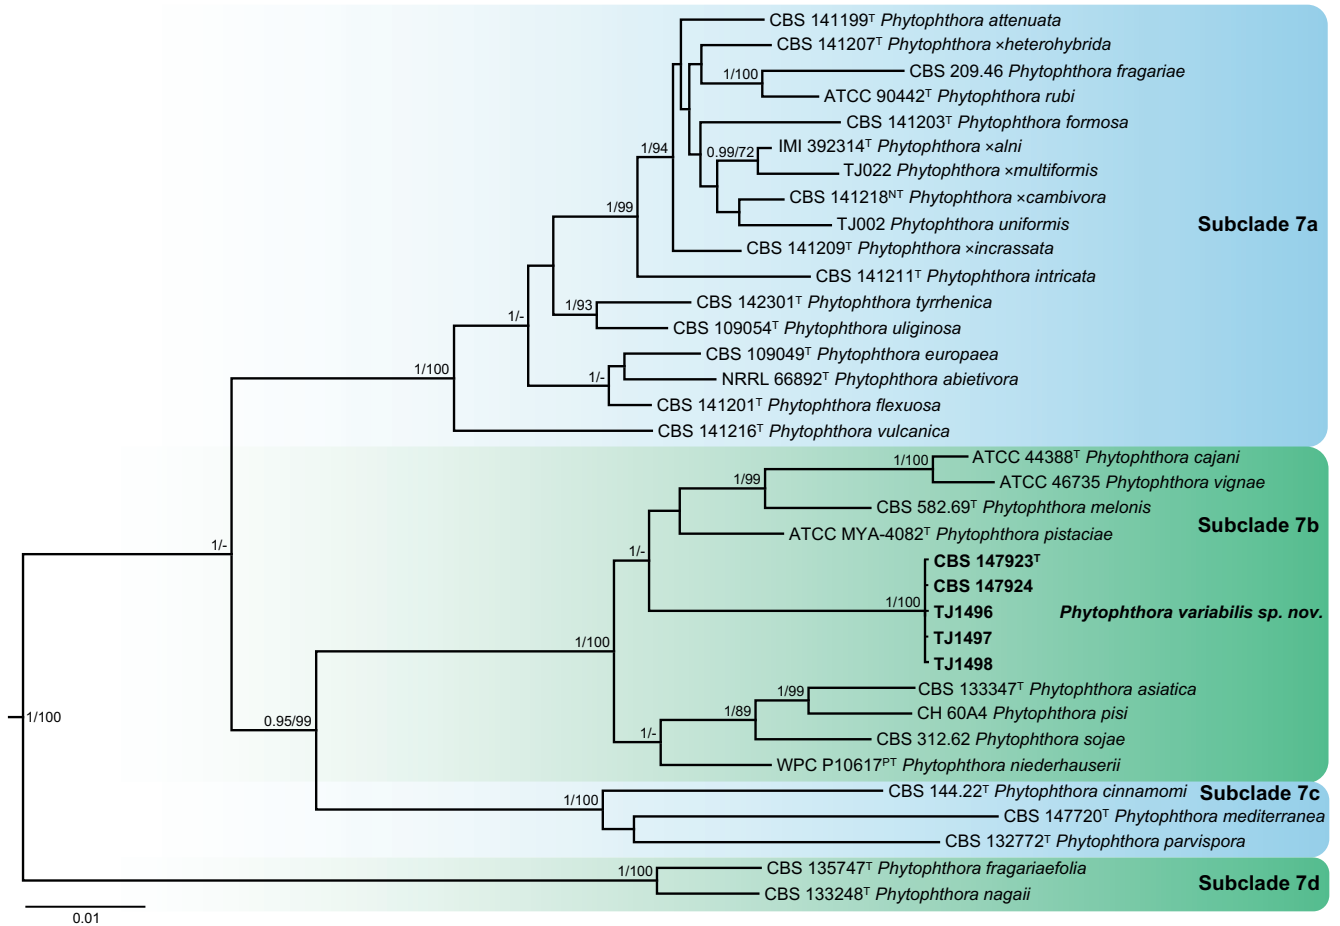 CBS 141199ᵀ Phytophthora attenuata
CBS 141207ᵀ Phytophthora ×heterohybrida
1/100
CBS 209.46 Phytophthora fragariae
ATCC 90442ᵀ Phytophthora rubi
CBS 141203ᵀ Phytophthora formosa
1/94
0.99/72
IMI 392314ᵀ Phytophthora ×alni
TJ022 Phytophthora ×multiformis
CBS 141218ᴺᵀ Phytophthora ×cambivora
1/99
TJ002 Phytophthora uniformis
Subclade 7a
CBS 141209ᵀ Phytophthora ×incrassata
CBS 141211ᵀ Phytophthora intricata
1/93
CBS 142301ᵀ Phytophthora tyrrhenica
1/-
CBS 109054ᵀ Phytophthora uliginosa
CBS 109049ᵀ Phytophthora europaea
1/100
1/-
NRRL 66892ᵀ Phytophthora abietivora
CBS 141201ᵀ Phytophthora flexuosa
CBS 141216ᵀ Phytophthora vulcanica
1/100
ATCC 44388ᵀ Phytophthora cajani
1/99
ATCC 46735 Phytophthora vignae
CBS 582.69ᵀ Phytophthora melonis
Subclade 7b
ATCC MYA-4082ᵀ Phytophthora pistaciae
1/-
1/-
CBS 147923ᵀ
CBS 147924
1/100
TJ1496
Phytophthora variabilis sp. nov.
TJ1497
1/100
TJ1498
1/99
CBS 133347ᵀ Phytophthora asiatica
1/100
0.95/99
1/89
CH 60A4 Phytophthora pisi
1/-
CBS 312.62 Phytophthora sojae
WPC P10617ᴾᵀ Phytophthora niederhauserii
1/100
CBS 144.22ᵀ Phytophthora cinnamomi
Subclade 7c
CBS 147720ᵀ Phytophthora mediterranea
CBS 132772ᵀ Phytophthora parvispora
1/100
CBS 135747ᵀ Phytophthora fragariaefolia
Subclade 7d
CBS 133248ᵀ Phytophthora nagaii
0.01